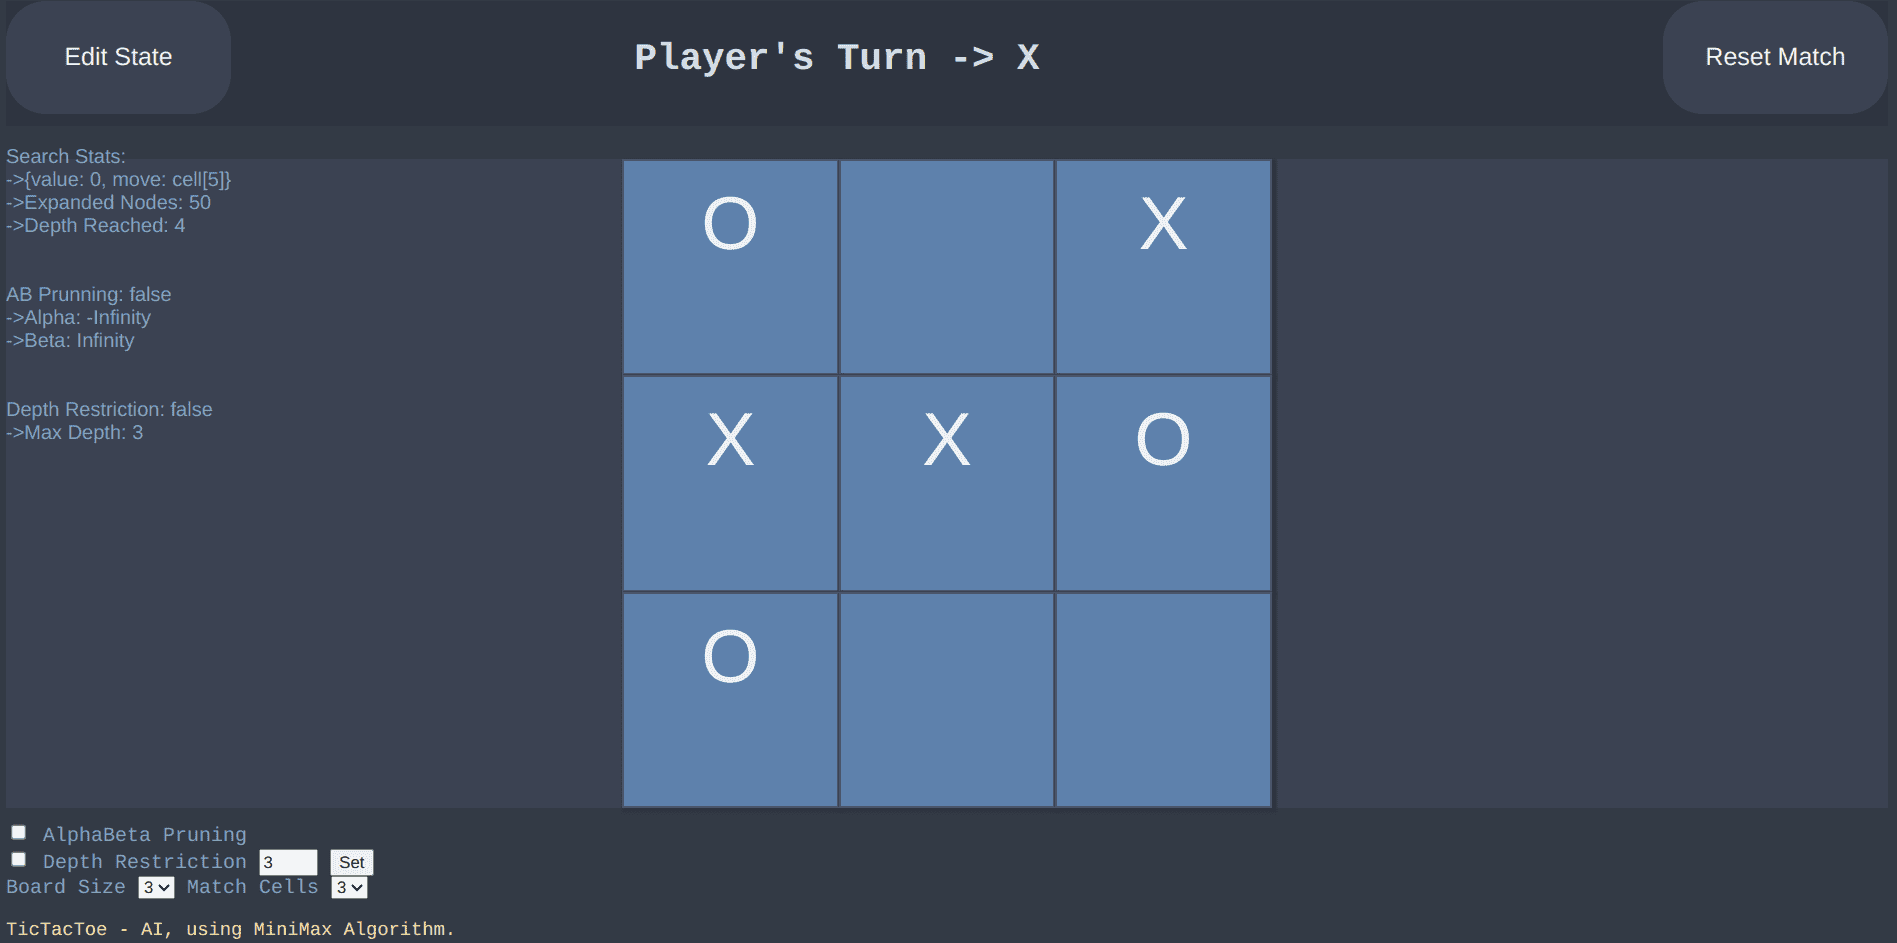 Edit State
Player's Turn -> X
Reset Match
Search Stats:
->{value: 0, move: cell[5]}
->Expanded Nodes: 50
->Depth Reached: 4
AB Prunning: false
->Alpha: -Infinity
->Beta: Infinity
Depth Restriction: false
->Max Depth: 3
O X
X X O
O
AlphaBeta Pruning
Depth Restriction 3 Set
Board Size 3 Match Cells 3
TicTacToe - AI, using MiniMax Algorithm.